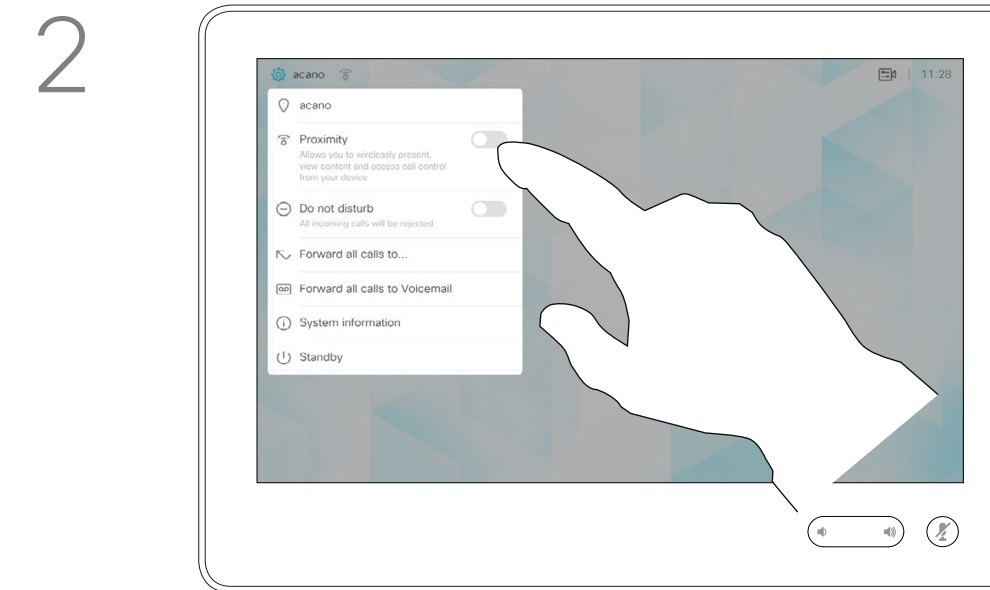 2
acano
11:28
acano
Proximity
Allows you to wirelessly present,
view content and access call control
from your device
Do not disturb
All incoming calls will be rejected
Forward all calls to...
Forward all calls to Voicemail
System information
Standby